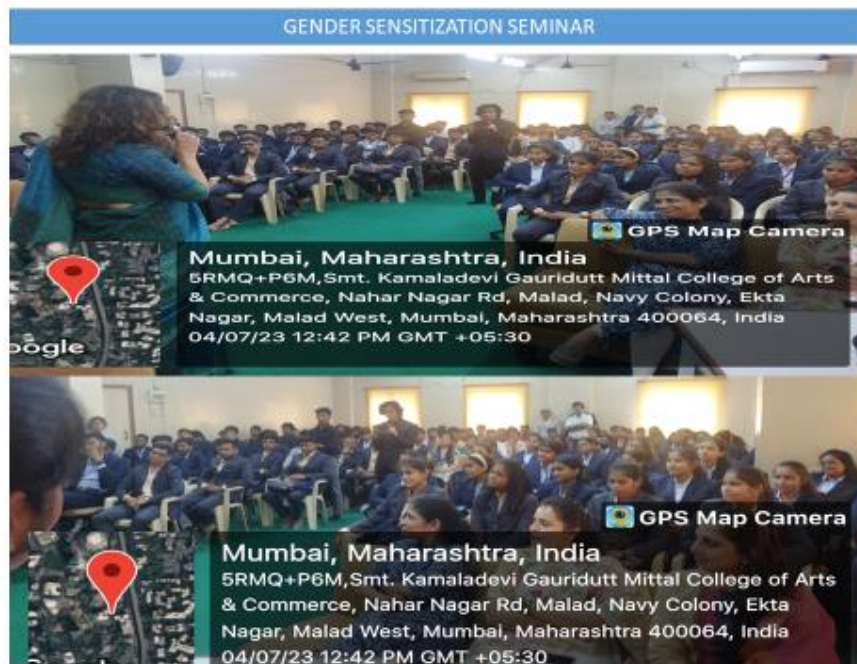 GENDER SENSITIZATION SEMINAR
GPS Map Camera
Mumbai, Maharashtra, India
5RMQ+P6M,Smt. Kamaladevi Gauridutt Mittal College of Arts
& Commerce, Nahar Nagar Rd, Malad, Navy Colony, Ekta
Nagar, Malad West, Mumbai, Maharashtra 400064, India
04/07/23 12:42 PM GMT +05:30
oogle
GPS Map Camera
Mumbai, Maharashtra, India
5RMQ+P6M,Smt. Kamaladevi Gauridutt Mittal College of Arts
& Commerce, Nahar Nagar Rd, Malad, Navy Colony, Ekta
Nagar, Malad West, Mumbai, Maharashtra 400064, India
04/07/23 12:42 PM GMT +05:30